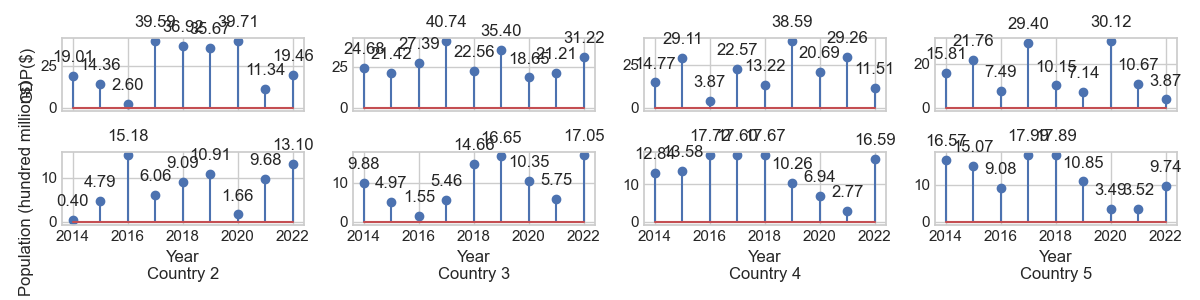 39.59 36.92 35.67 39.71
19.01 14.36 2.60 11.34 19.46
25
0
GDP($)
40.74 35.40 31.22
24.68 21.42 27.39 22.56 18.65 21.21
25
0
38.59
14.77 29.11 3.87 22.57 13.22 20.69 29.26 11.51
25
0
29.40 30.12
15.81 21.76 7.49 10.15 7.14 10.67 3.87
20
0
Population (hundred millions)
15.18 13.10
0.40 4.79 6.06 9.09 10.91 1.66 9.68
10
0
2014 2016 2018 2020 2022
Year
Country 2
14.66 16.65 17.05
9.88 4.97 1.55 5.46 10.35 5.75
10
0
2014 2016 2018 2020 2022
Year
Country 3
17.72 17.60 17.67 16.59
12.84 13.58 10.26 6.94 2.77
10
0
2014 2016 2018 2020 2022
Year
Country 4
17.99 17.89
16.57 15.07 9.08 10.85 3.49 3.52 9.74
10
0
2014 2016 2018 2020 2022
Year
Country 5